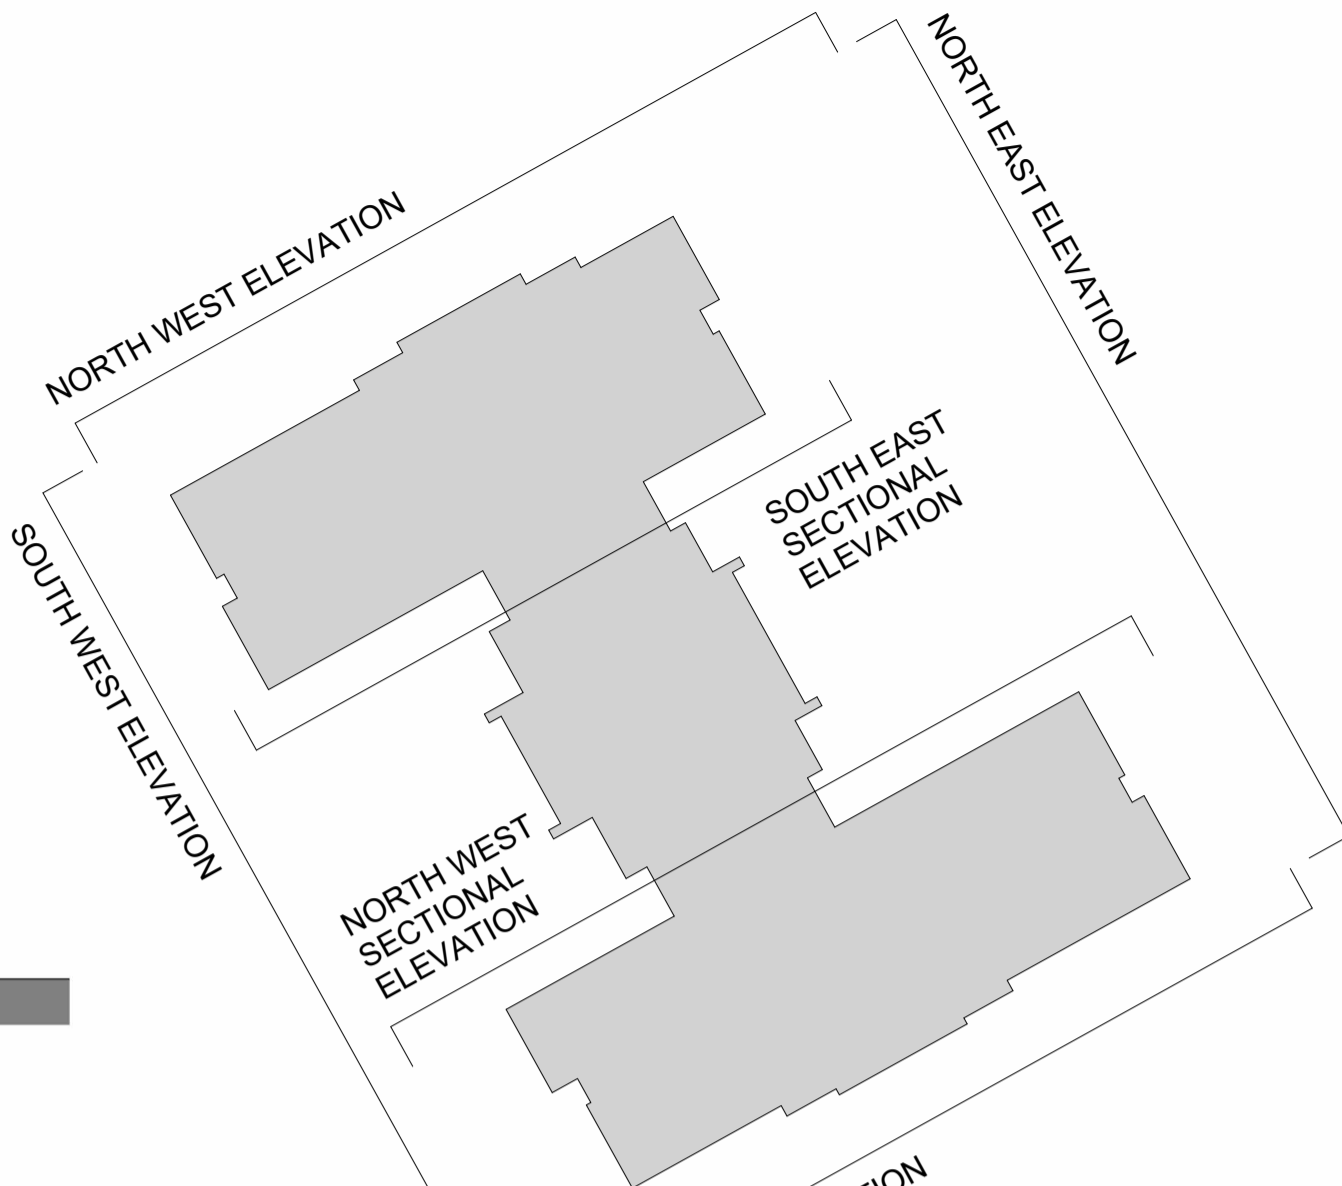 NORTH WEST ELEVATION
NORTH EAST ELEVATION
SOUTH EAST
SECTIONAL
ELEVATION
SOUTH WEST ELEVATION
NORTH WEST
SECTIONAL
ELEVATION